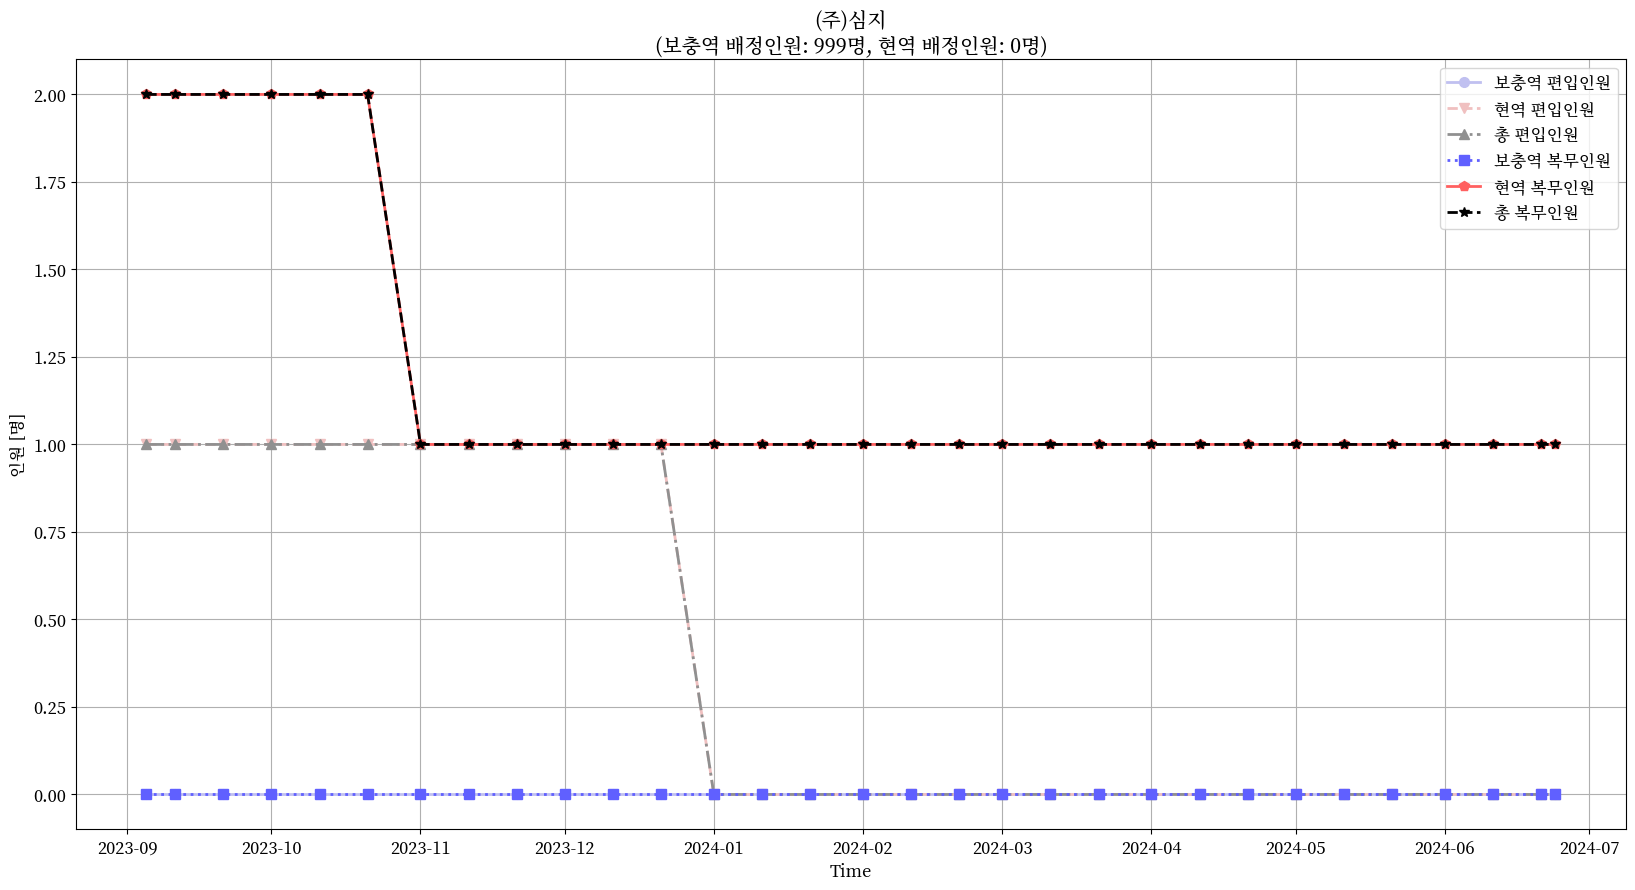 (주)심지
(보충역 배정인원: 999명, 현역 배정인원: 0명)
보충역 편입인원
현역 편입인원
총 편입인원
보충역 복무인원
현역 복무인원
총 복무인원
2.00
1.75
1.50
1.25
1.00
0.75
0.50
0.25
0.00
인원 [명]
2023-09 2023-10 2023-11 2023-12 2024-01 2024-02 2024-03 2024-04 2024-05 2024-06 2024-07
Time